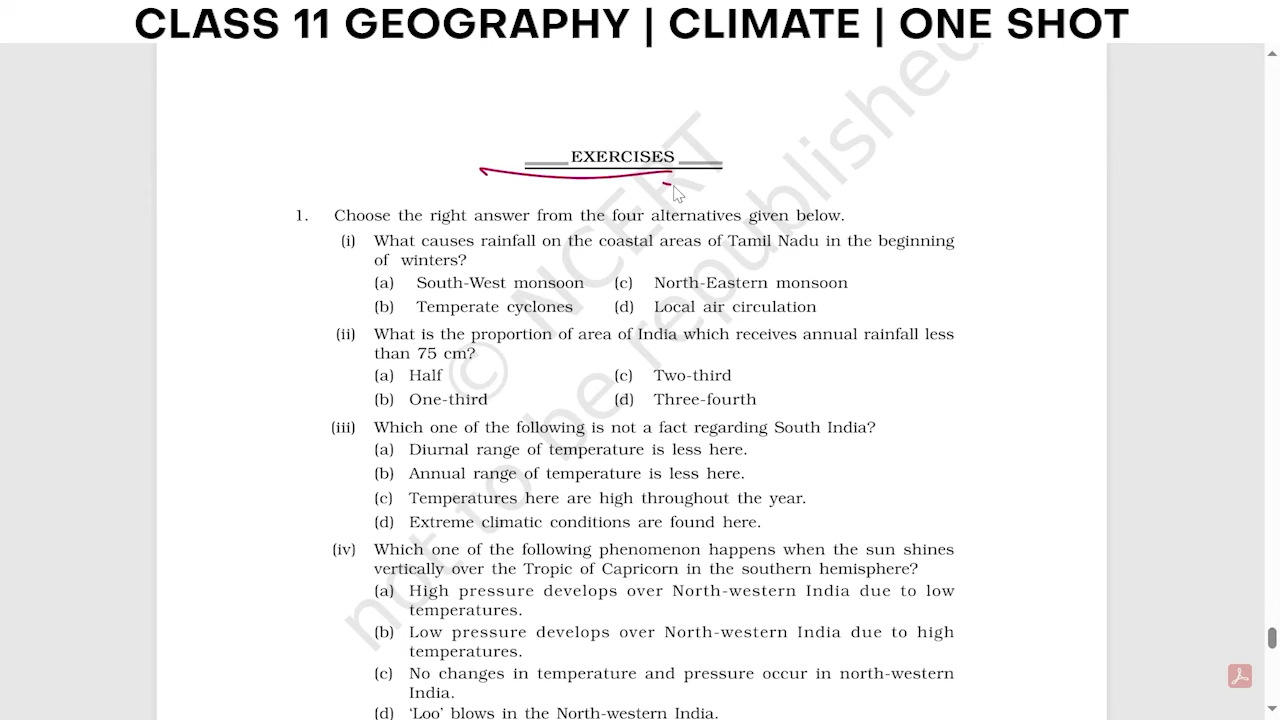 CLASS 11 GEOGRAPHY | CLIMATE | ONE SHOT
EXERCISES
1. Choose the right answer from the four alternatives given below.
(i) What causes rainfall on the coastal areas of Tamil Nadu in the beginning
of winters?
(a) South-West monsoon (c) North-Eastern monsoon
(b) Temperate cyclones (d) Local air circulation
(ii) What is the proportion of area of India which receives annual rainfall less
than 75 cm?
(a) Half (c) Two-third
(b) One-third (d) Three-fourth
(iii) Which one of the following is not a fact regarding South India?
(a) Diurnal range of temperature is less here.
(b) Annual range of temperature is less here.
(c) Temperatures here are high throughout the year.
(d) Extreme climatic conditions are found here.
(iv) Which one of the following phenomenon happens when the sun shines
vertically over the Tropic of Capricorn in the southern hemisphere?
(a) High pressure develops over North-western India due to low
temperatures.
(b) Low pressure develops over North-western India due to high
temperatures.
(c) No changes in temperature and pressure occur in north-western
India.
(d) ‘Loo’ blows in the North-western India.
© NCERT
not to be republished